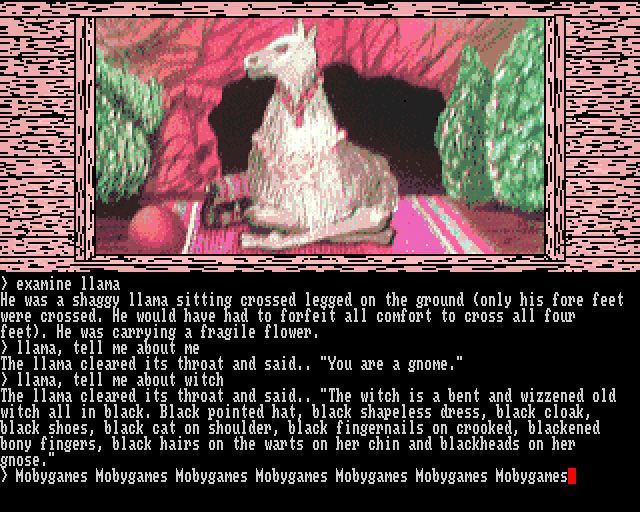 > examine llama
He was a shaggy llama sitting crossed legged on the ground (only his fore feet
were crossed. He would have had to forfeit all comfort to cross all four
feet). He was carrying a fragile flower.
> llama, tell me about me
The llama cleared its throat and said.. "You are a gnome."
> llama, tell me about witch
The llama cleared its throat and said.. "The witch is a bent and wizzened old
witch all in black. Black pointed hat, black shapeless dress, black cloak,
black shoes, black cat on shoulder, black fingernails on crooked, blackened
bony fingers, black hairs on the warts on her chin and blackheads on her
gnose."
> Mobygames Mobygames Mobygames Mobygames Mobygames Mobygames Mobygames